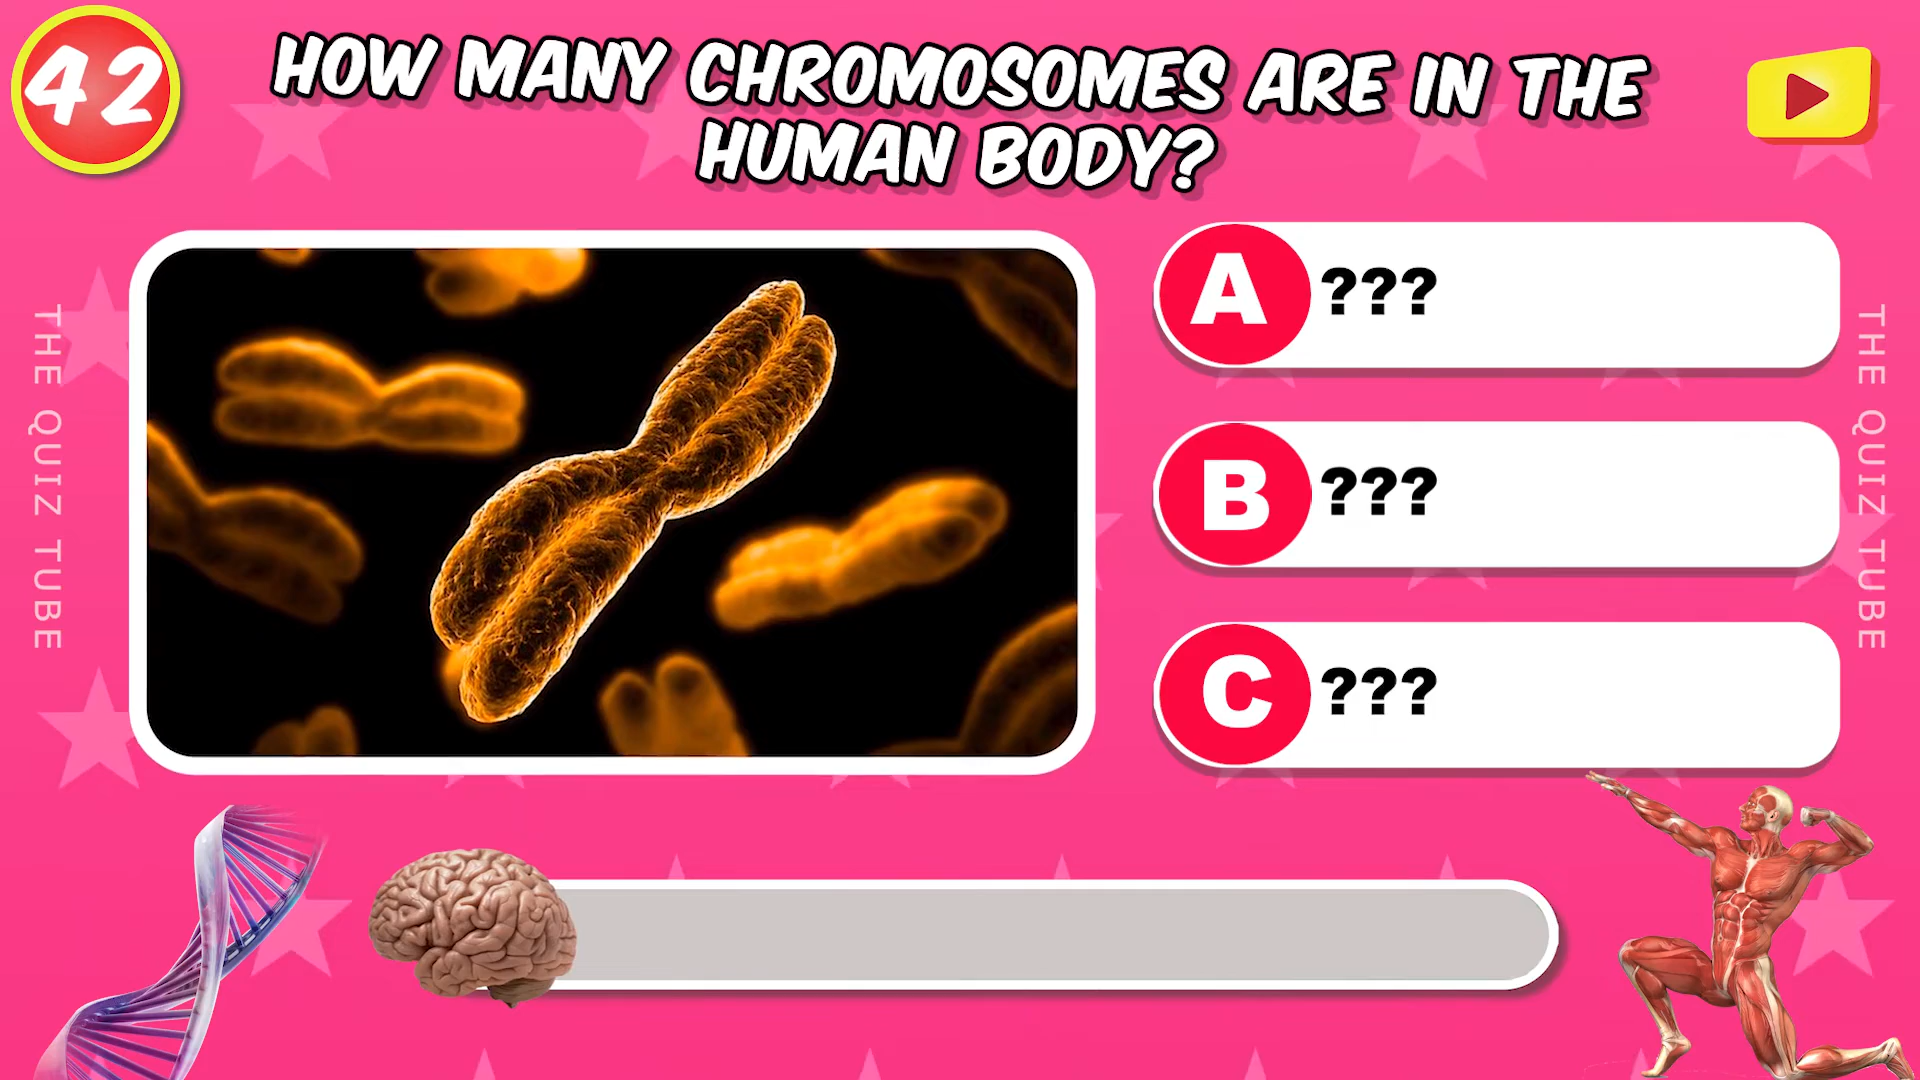 42
HOW MANY CHROMOSOMES ARE IN THE
HUMAN BODY?
THE QUIZ TUBE
A ???
B ???
C ???
THE QUIZ TUBE